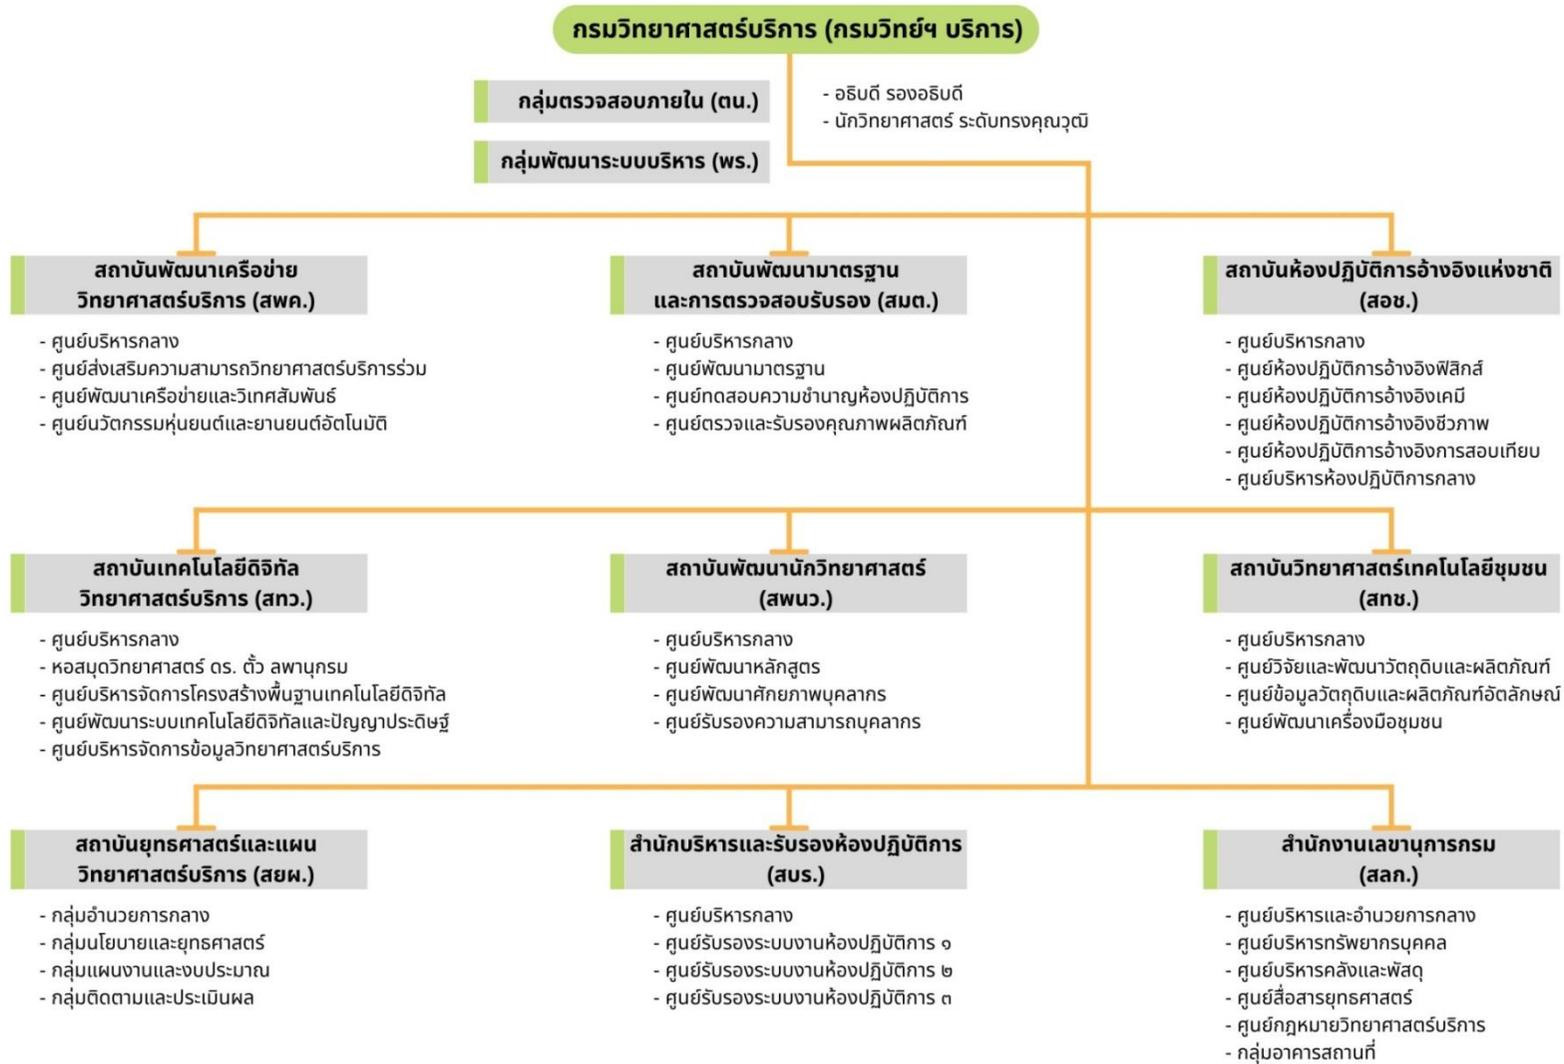 กรมวิทยาศาสตร์บริการ (กรมวิทย์ฯ บริการ)
กลุ่มตรวจสอบภายใน (ตน.)
- อธิบดี รองอธิบดี
- นักวิทยาศาสตร์ ระดับทรงคุณวุฒิ
กลุ่มพัฒนาระบบบริหาร (พร.)
สถาบันพัฒนาเครือข่าย
วิทยาศาสตร์บริการ (สพค.)
- ศูนย์บริหารกลาง
- ศูนย์ส่งเสริมความสามารถวิทยาศาสตร์บริการร่วม
- ศูนย์พัฒนาเครือข่ายและวิเทศสัมพันธ์
- ศูนย์นวัตกรรมหุ่นยนต์และยานยนต์อัตโนมัติ
สถาบันพัฒนามาตรฐาน
และการตรวจสอบรับรอง (สมต.)
- ศูนย์บริหารกลาง
- ศูนย์พัฒนามาตรฐาน
- ศูนย์ทดสอบความชำนาญห้องปฏิบัติการ
- ศูนย์ตรวจและรับรองคุณภาพผลิตภัณฑ์
สถาบันห้องปฏิบัติการอ้างอิงแห่งชาติ
(สอช.)
- ศูนย์บริหารกลาง
- ศูนย์ห้องปฏิบัติการอ้างอิงฟิสิกส์
- ศูนย์ห้องปฏิบัติการอ้างอิงเคมี
- ศูนย์ห้องปฏิบัติการอ้างอิงชีวภาพ
- ศูนย์ห้องปฏิบัติการอ้างอิงการสอบเทียบ
- ศูนย์บริหารห้องปฏิบัติการกลาง
สถาบันเทคโนโลยีดิจิทัล
วิทยาศาสตร์บริการ (สทว.)
- ศูนย์บริหารกลาง
- หอสมุดวิทยาศาสตร์ ดร. ตั้ว ลพานุกรม
- ศูนย์บริหารจัดการโครงสร้างพื้นฐานเทคโนโลยีดิจิทัล
- ศูนย์พัฒนาระบบเทคโนโลยีดิจิทัลและปัญญาประดิษฐ์
- ศูนย์บริหารจัดการข้อมูลวิทยาศาสตร์บริการ
สถาบันพัฒนานักวิทยาศาสตร์
(สพนว.)
- ศูนย์บริหารกลาง
- ศูนย์พัฒนาหลักสูตร
- ศูนย์พัฒนาศักยภาพบุคลากร
- ศูนย์รับรองความสามารถบุคลากร
สถาบันวิทยาศาสตร์เทคโนโลยีชุมชน
(สทช.)
- ศูนย์บริหารกลาง
- ศูนย์วิจัยและพัฒนาวัตถุดิบและผลิตภัณฑ์
- ศูนย์ข้อมูลวัตถุดิบและผลิตภัณฑ์อัตลักษณ์
- ศูนย์พัฒนาเครื่องมือชุมชน
สถาบันยุทธศาสตร์และแผน
วิทยาศาสตร์บริการ (สยผ.)
- กลุ่มอำนวยการกลาง
- กลุ่มนโยบายและยุทธศาสตร์
- กลุ่มแผนงานและงบประมาณ
- กลุ่มติดตามและประเมินผล
สำนักบริหารและรับรองห้องปฏิบัติการ
(สบร.)
- ศูนย์บริหารกลาง
- ศูนย์รับรองระบบงานห้องปฏิบัติการ ๑
- ศูนย์รับรองระบบงานห้องปฏิบัติการ ๒
- ศูนย์รับรองระบบงานห้องปฏิบัติการ ๓
สำนักงานเลขานุการกรม
(สลก.)
- ศูนย์บริหารและอำนวยการกลาง
- ศูนย์บริหารทรัพยากรบุคคล
- ศูนย์บริหารคลังและพัสดุ
- ศูนย์สื่อสารยุทธศาสตร์
- ศูนย์กฎหมายวิทยาศาสตร์บริการ
- กลุ่มอาคารสถานที่